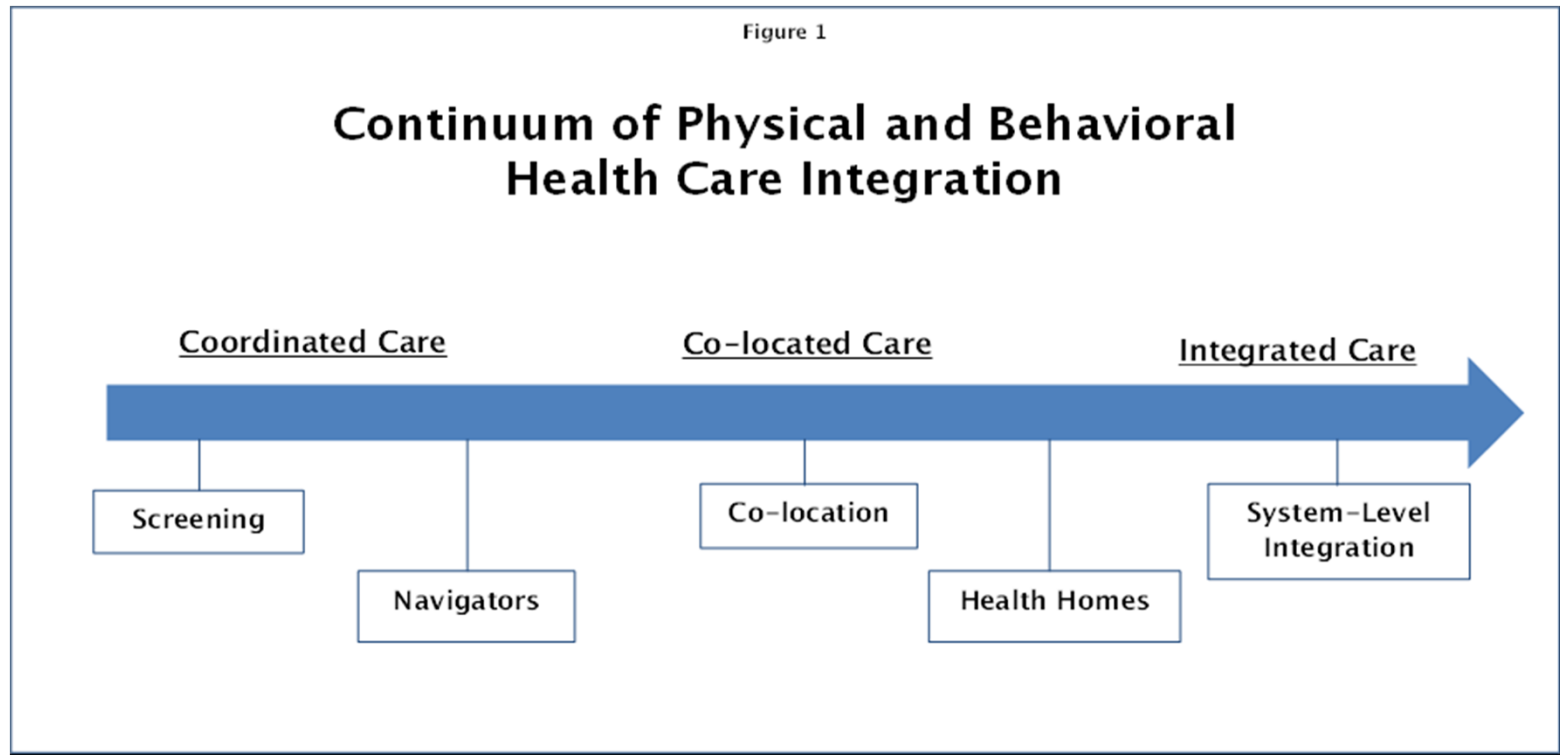 Figure 1
Continuum of Physical and Behavioral
Health Care Integration
Coordinated Care
Co-located Care
Integrated Care
Screening
Navigators
Co-location
Health Homes
System-Level
Integration